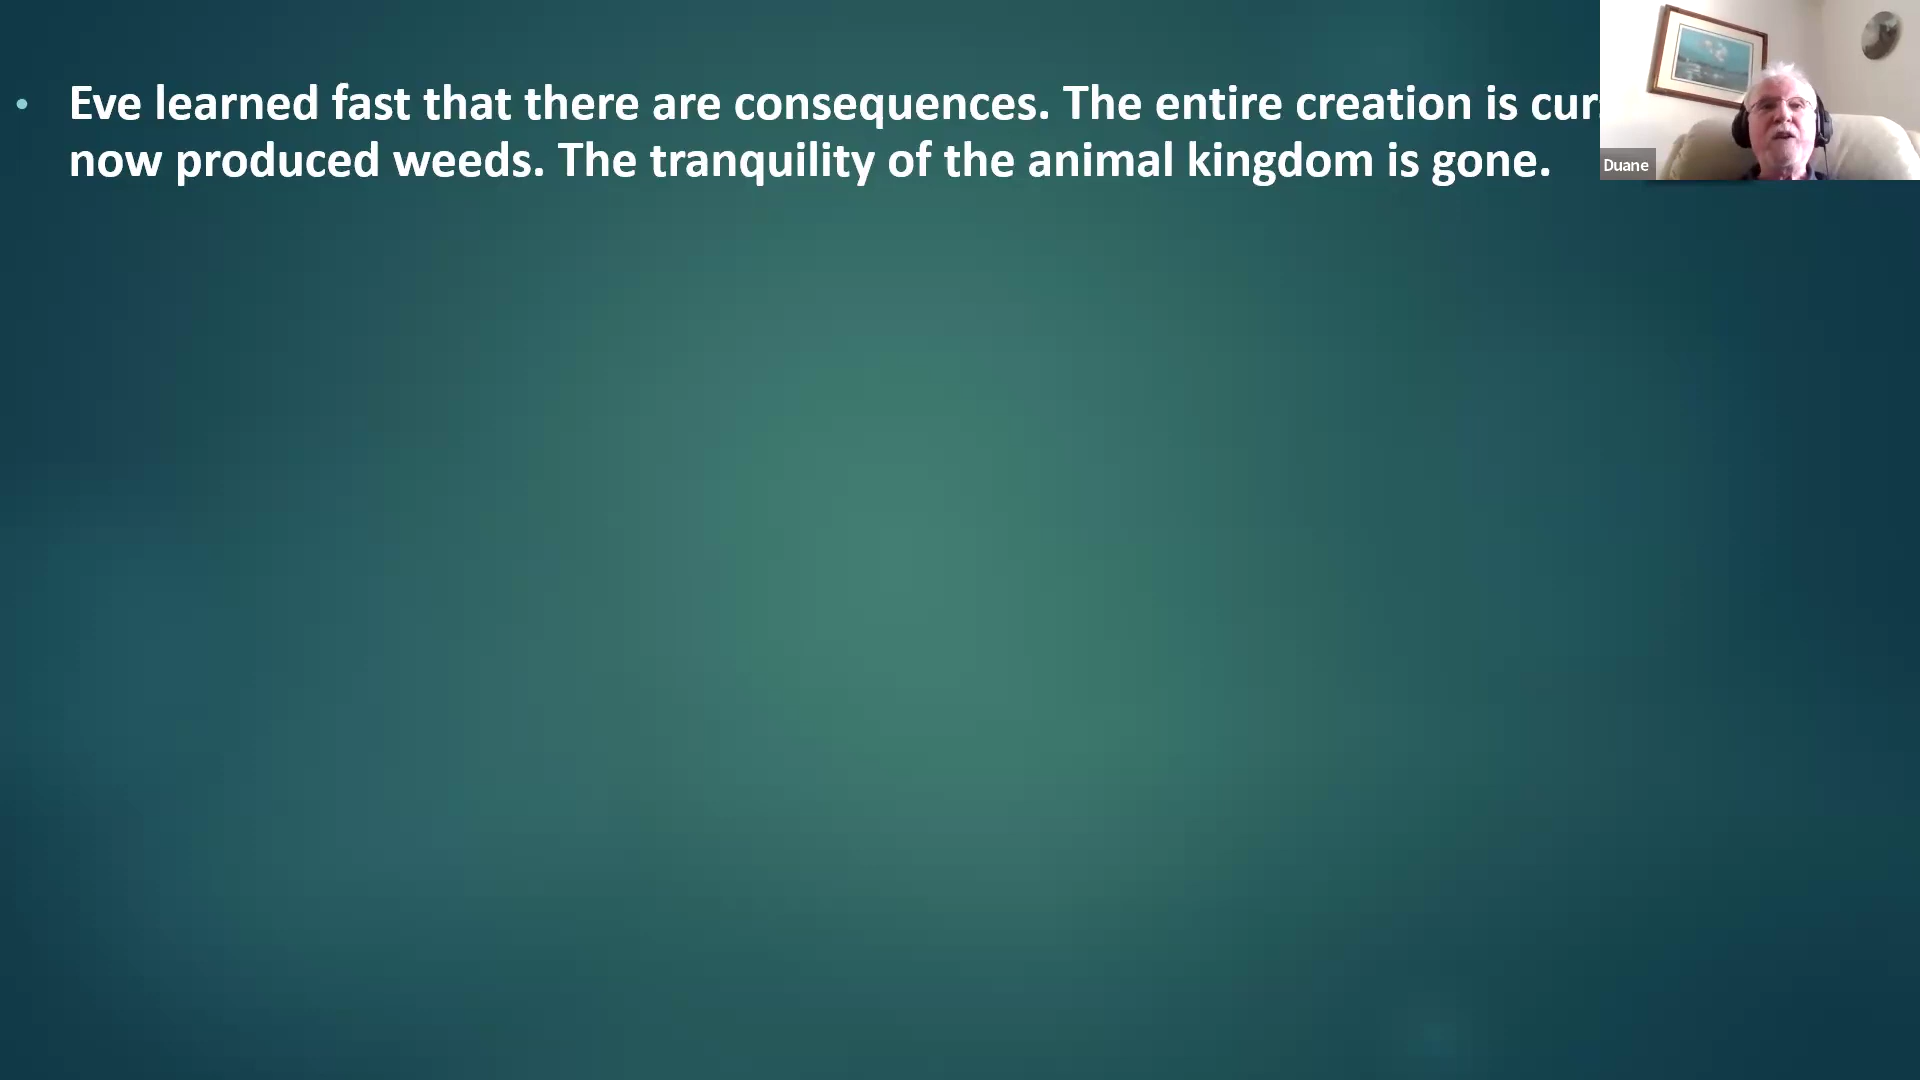 • Eve learned fast that there are consequences. The entire creation is
now produced weeds. The tranquility of the animal kingdom is gone.
Duane